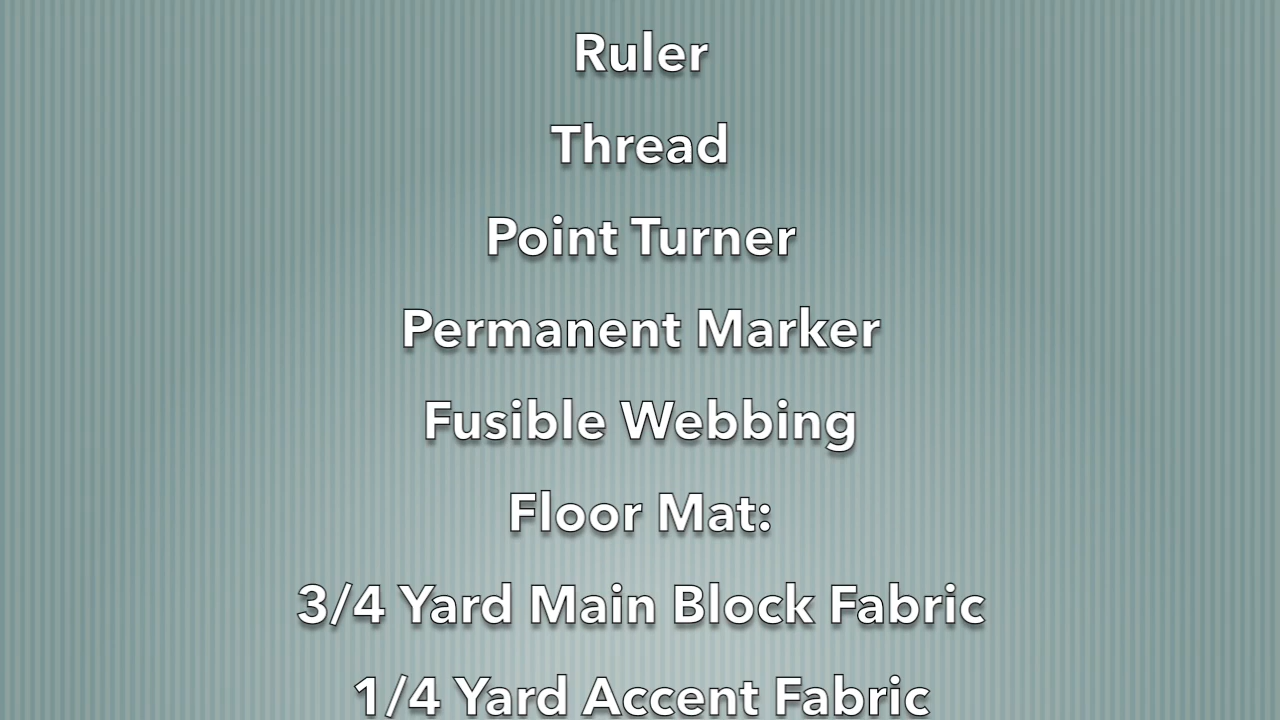 Ruler
Thread
Point Turner
Permanent Marker
Fusible Webbing
Floor Mat:
3/4 Yard Main Block Fabric
1/4 Yard Accent Fabric